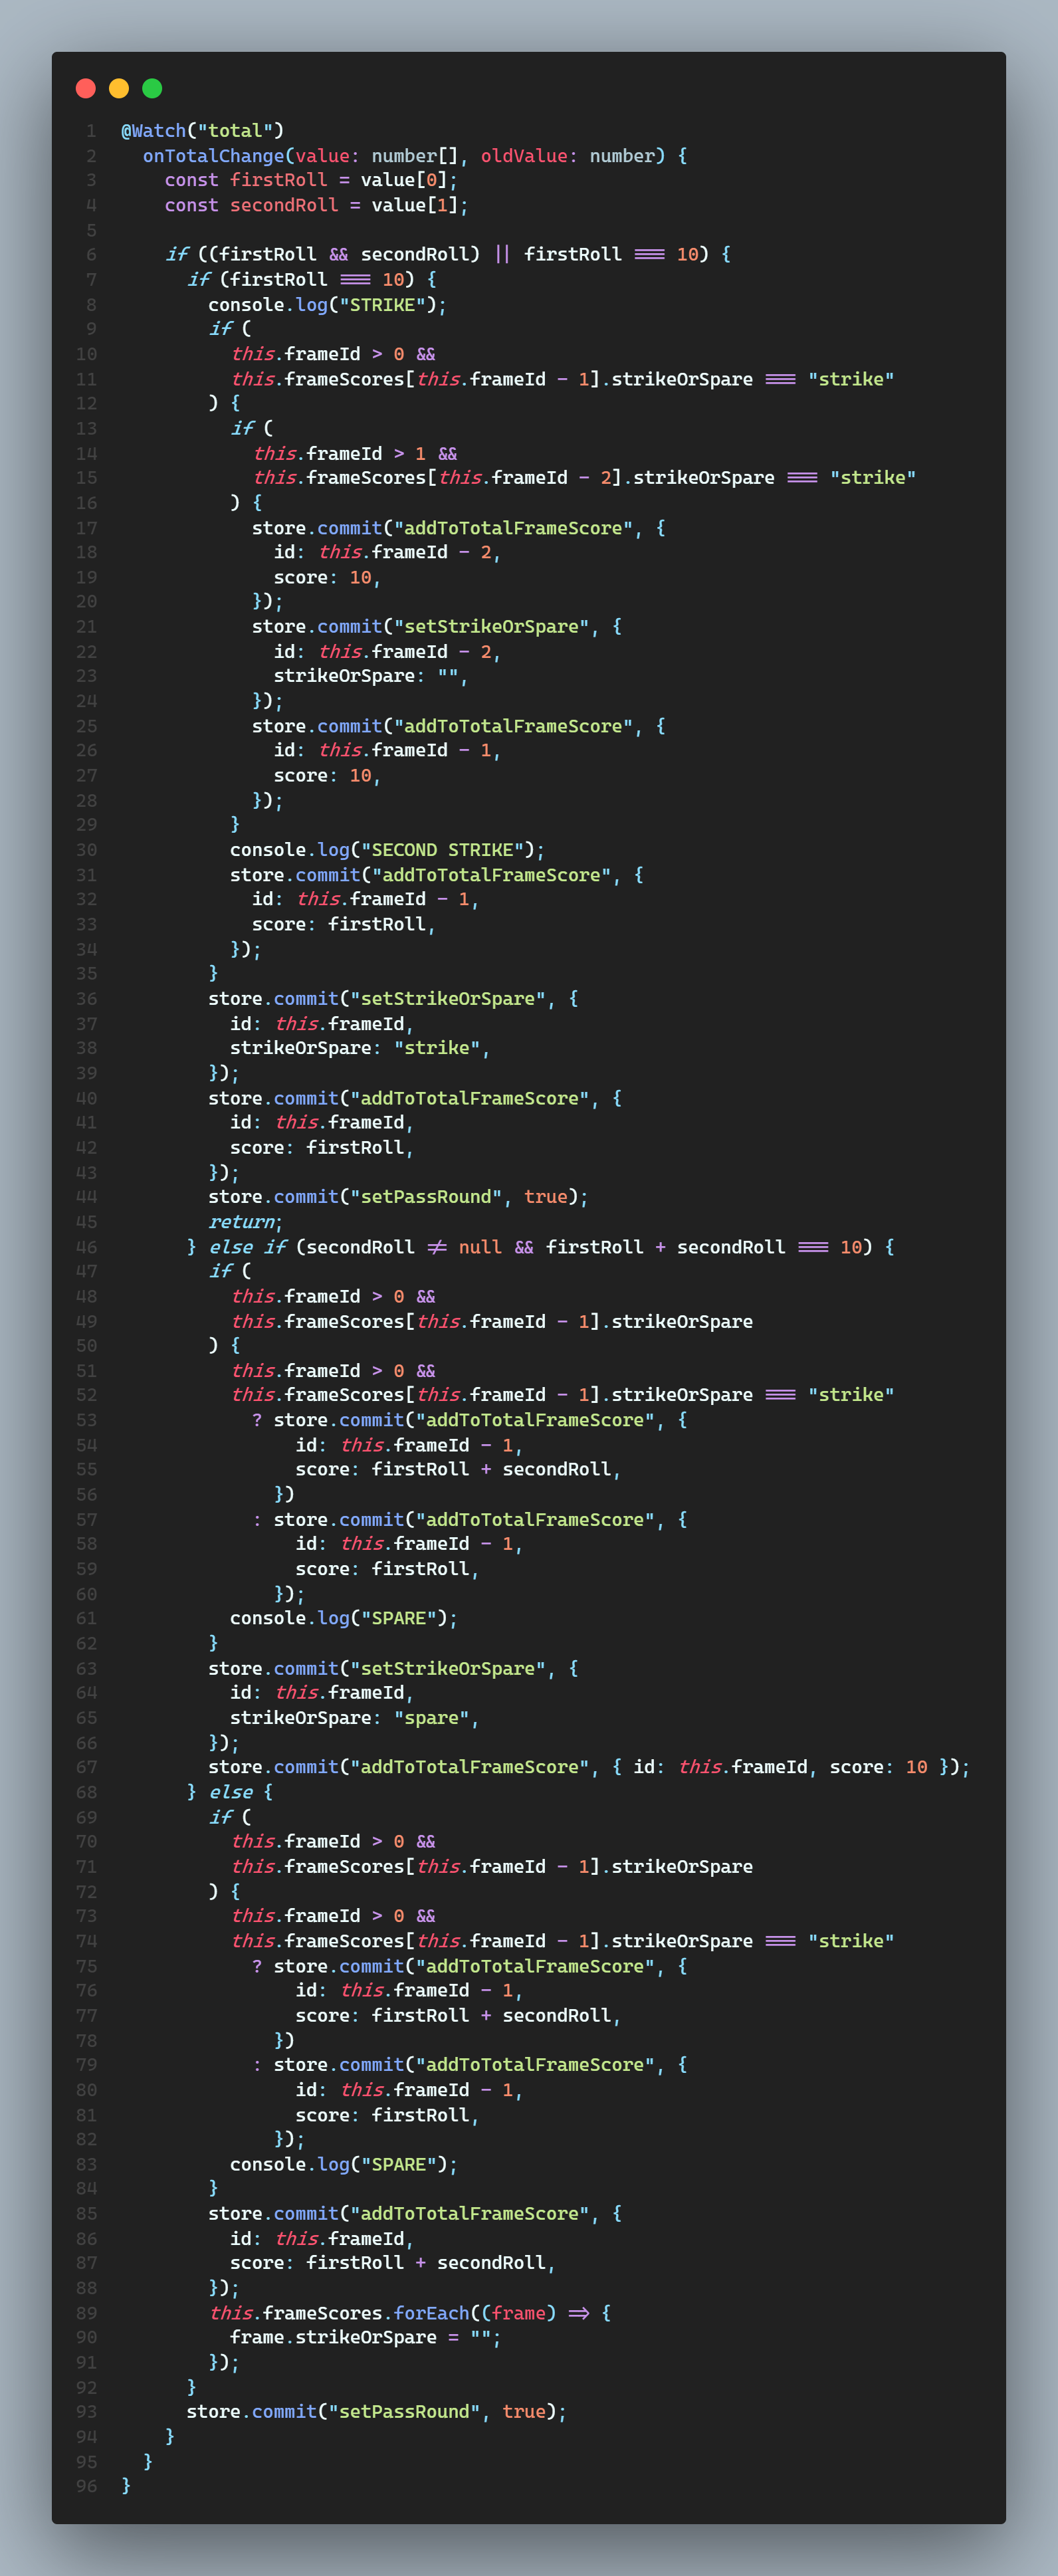 1 @Watch("total")
2 onTotalChange(value: number[], oldValue: number) {
3 const firstRoll = value[0];
4 const secondRoll = value[1];
5
6 if ((firstRoll && secondRoll) || firstRoll === 10) {
7 if (firstRoll === 10) {
8 console.log("STRIKE");
9 if (
10 this.frameId > 0 &&
11 this.frameScores[this.frameId - 1].strikeOrSpare === "strike"
12 ) {
13 if (
14 this.frameId > 1 &&
15 this.frameScores[this.frameId - 2].strikeOrSpare === "strike"
16 ) {
17 store.commit("addToTotalFrameScore", {
18 id: this.frameId - 2,
19 score: 10,
20 });
21 store.commit("setStrikeOrSpare", {
22 id: this.frameId - 2,
23 strikeOrSpare: "",
24 });
25 store.commit("addToTotalFrameScore", {
26 id: this.frameId - 1,
27 score: 10,
28 });
29 }
30 console.log("SECOND STRIKE");
31 store.commit("addToTotalFrameScore", {
32 id: this.frameId - 1,
33 score: firstRoll,
34 });
35 }
36 store.commit("setStrikeOrSpare", {
37 id: this.frameId,
38 strikeOrSpare: "strike",
39 });
40 store.commit("addToTotalFrameScore", {
41 id: this.frameId,
42 score: firstRoll,
43 });
44 store.commit("setPassRound", true);
45 return;
46 } else if (secondRoll != null && firstRoll + secondRoll === 10) {
47 if (
48 this.frameId > 0 &&
49 this.frameScores[this.frameId - 1].strikeOrSpare
50 ) {
51 this.frameId > 0 &&
52 this.frameScores[this.frameId - 1].strikeOrSpare === "strike"
53 ? store.commit("addToTotalFrameScore", {
54 id: this.frameId - 1,
55 score: firstRoll + secondRoll,
56 })
57 : store.commit("addToTotalFrameScore", {
58 id: this.frameId - 1,
59 score: firstRoll,
60 });
61 console.log("SPARE");
62 }
63 store.commit("setStrikeOrSpare", {
64 id: this.frameId,
65 strikeOrSpare: "spare",
66 });
67 store.commit("addToTotalFrameScore", { id: this.frameId, score: 10 });
68 } else {
69 if (
70 this.frameId > 0 &&
71 this.frameScores[this.frameId - 1].strikeOrSpare
72 ) {
73 this.frameId > 0 &&
74 this.frameScores[this.frameId - 1].strikeOrSpare === "strike"
75 ? store.commit("addToTotalFrameScore", {
76 id: this.frameId - 1,
77 score: firstRoll + secondRoll,
78 })
79 : store.commit("addToTotalFrameScore", {
80 id: this.frameId - 1,
81 score: firstRoll,
82 });
83 console.log("SPARE");
84 }
85 store.commit("addToTotalFrameScore", {
86 id: this.frameId,
87 score: firstRoll + secondRoll,
88 });
89 this.frameScores.forEach((frame) => {
90 frame.strikeOrSpare = "";
91 });
92 }
93 store.commit("setPassRound", true);
94 }
95 }
96 }